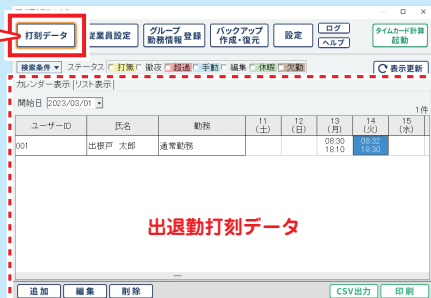 打刻データ 従業員設定 グループ勤務情報 登録 バックアップ作成・復元 設定 ログ ヘルプ タイムカード計算起動
検索条件▼ ステータス 打無 徹夜 超過 手動 編集 休暇 欠勤 表示更新
カレンダー表示 リスト表示
開始日 2023/03/01
1件
ユーザーID 氏名 勤務 11(土) 12(日) 13(月) 14(火) 15(水)
001 出根戸 太郎 通常勤務 08:30 08:32
18:10 18:30
出退勤打刻データ
追加 編集 削除 CSV出力 印刷